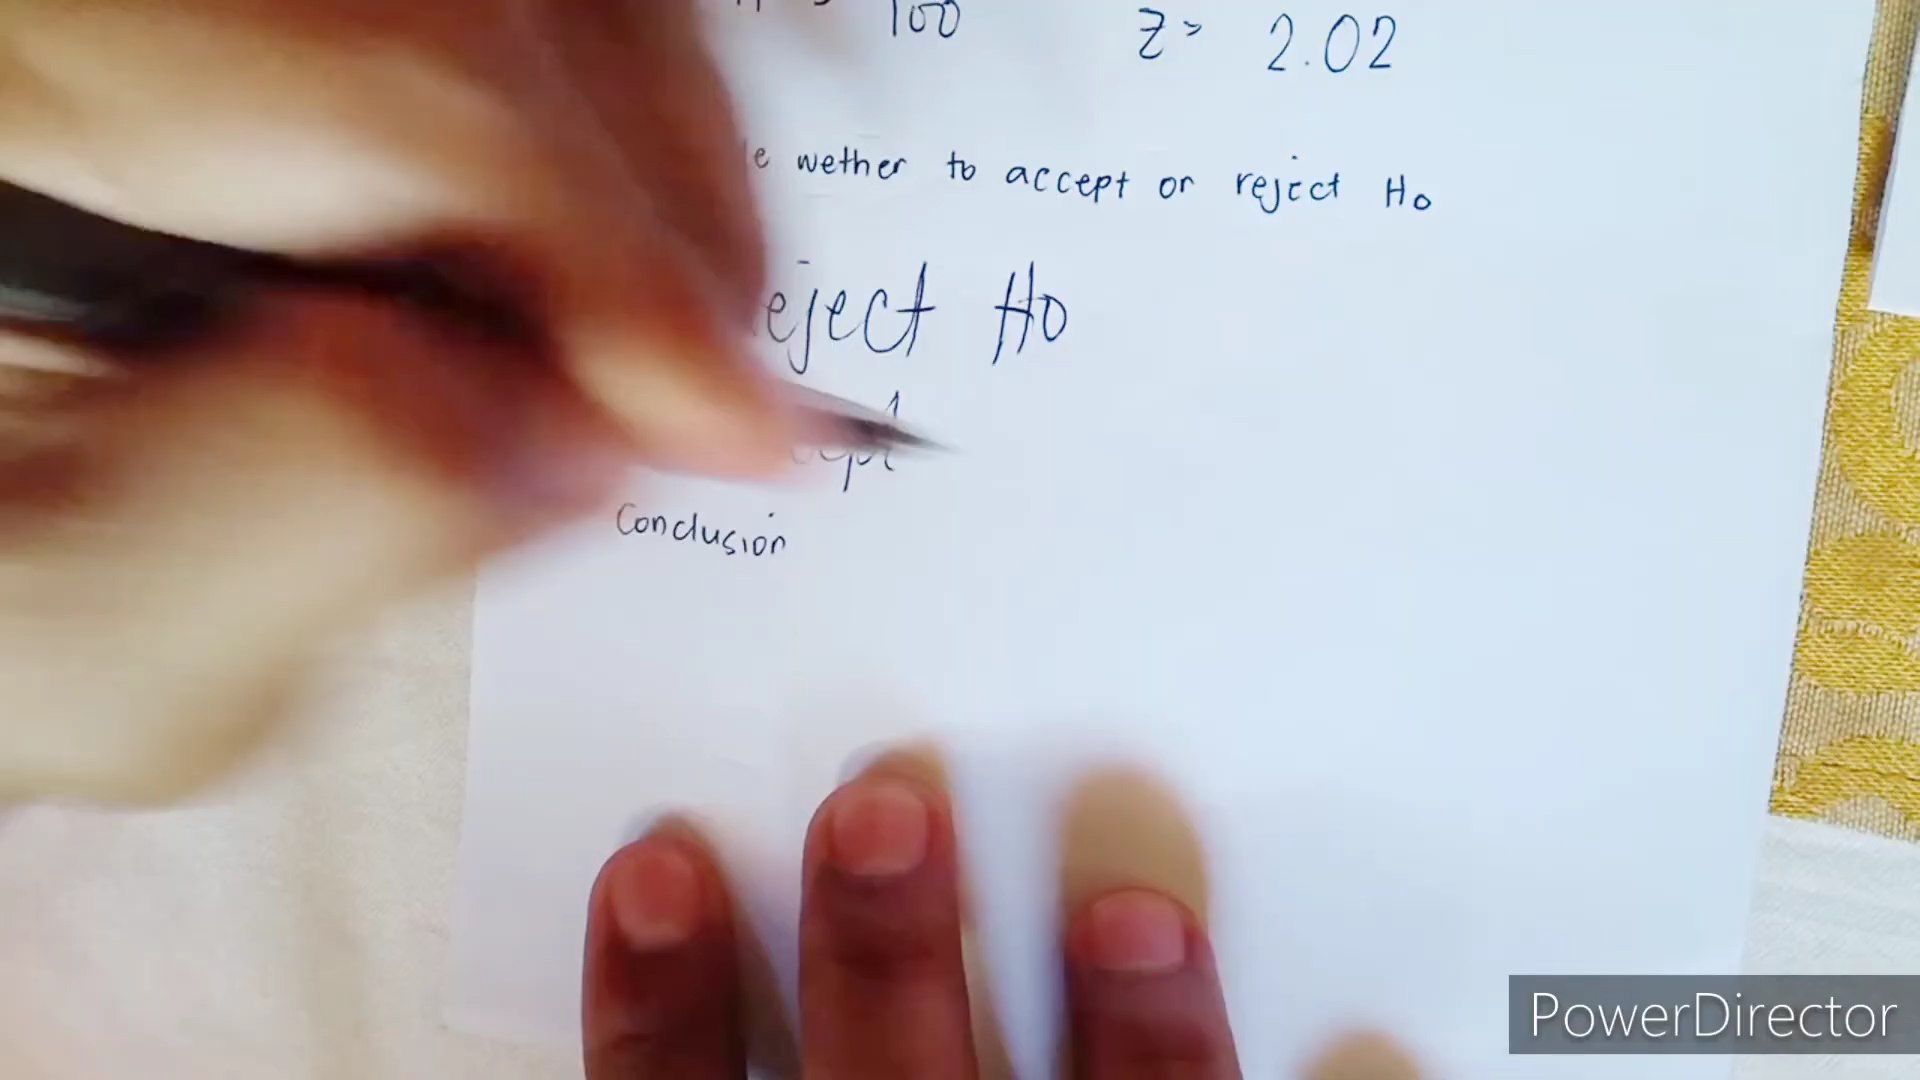 100 Z = 2.02
wether to accept or reject Ho
eject Ho
Conclusion
PowerDirector